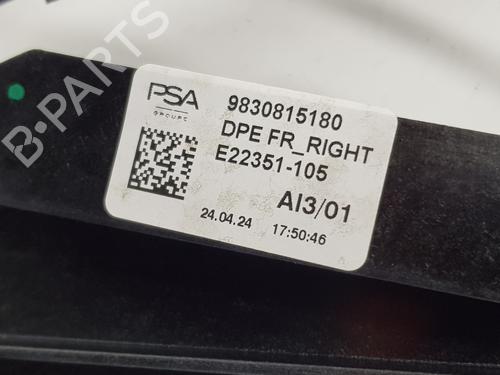 PSA
GROUPE
9830815180
DPE FR_RIGHT
E22351-105
AI3/01
24.04.24 17:50:46
B-PARTS